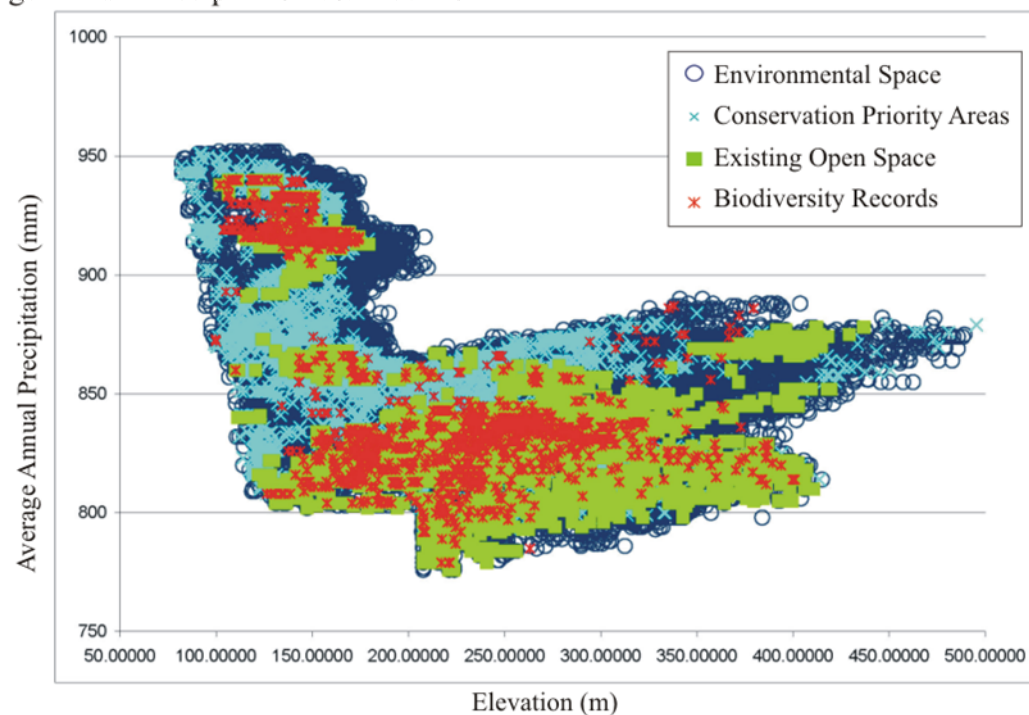 1000
950
900
850
800
750
50.00000 100.00000 150.00000 200.00000 250.00000 300.00000 350.00000 400.00000 450.00000 500.00000
Average Annual Precipitation (mm)
Elevation (m)
Environmental Space
Conservation Priority Areas
Existing Open Space
Biodiversity Records